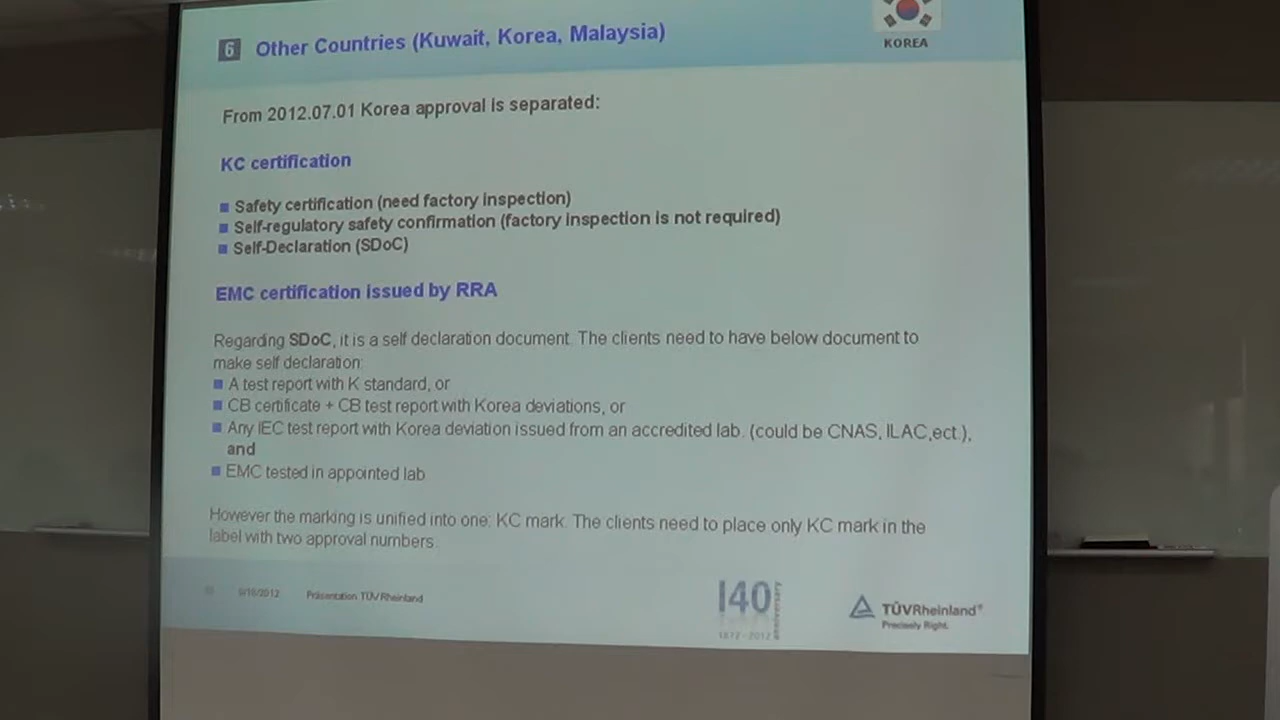 6 Other Countries (Kuwait, Korea, Malaysia)
KOREA
From 2012.07.01 Korea approval is separated:
KC certification
Safety certification (need factory inspection)
Self-regulatory safety confirmation (factory inspection is not required)
Self-Declaration (SDoC)
EMC certification issued by RRA
Regarding SDoC, it is a self declaration document. The clients need to have below document to
make self declaration:
A test report with K standard, or
CB certificate + CB test report with Korea deviations, or
Any IEC test report with Korea deviation issued from an accredited lab. (could be CNAS, ILAC,ect.),
and
EMC tested in appointed lab
However the marking is unified into one: KC mark. The clients need to place only KC mark in the
label with two approval numbers.
/10/2012 Präsentation TÜV Rheinland
140 anniversary
1872 - 2012
TÜVRheinland®
Precisely Right.